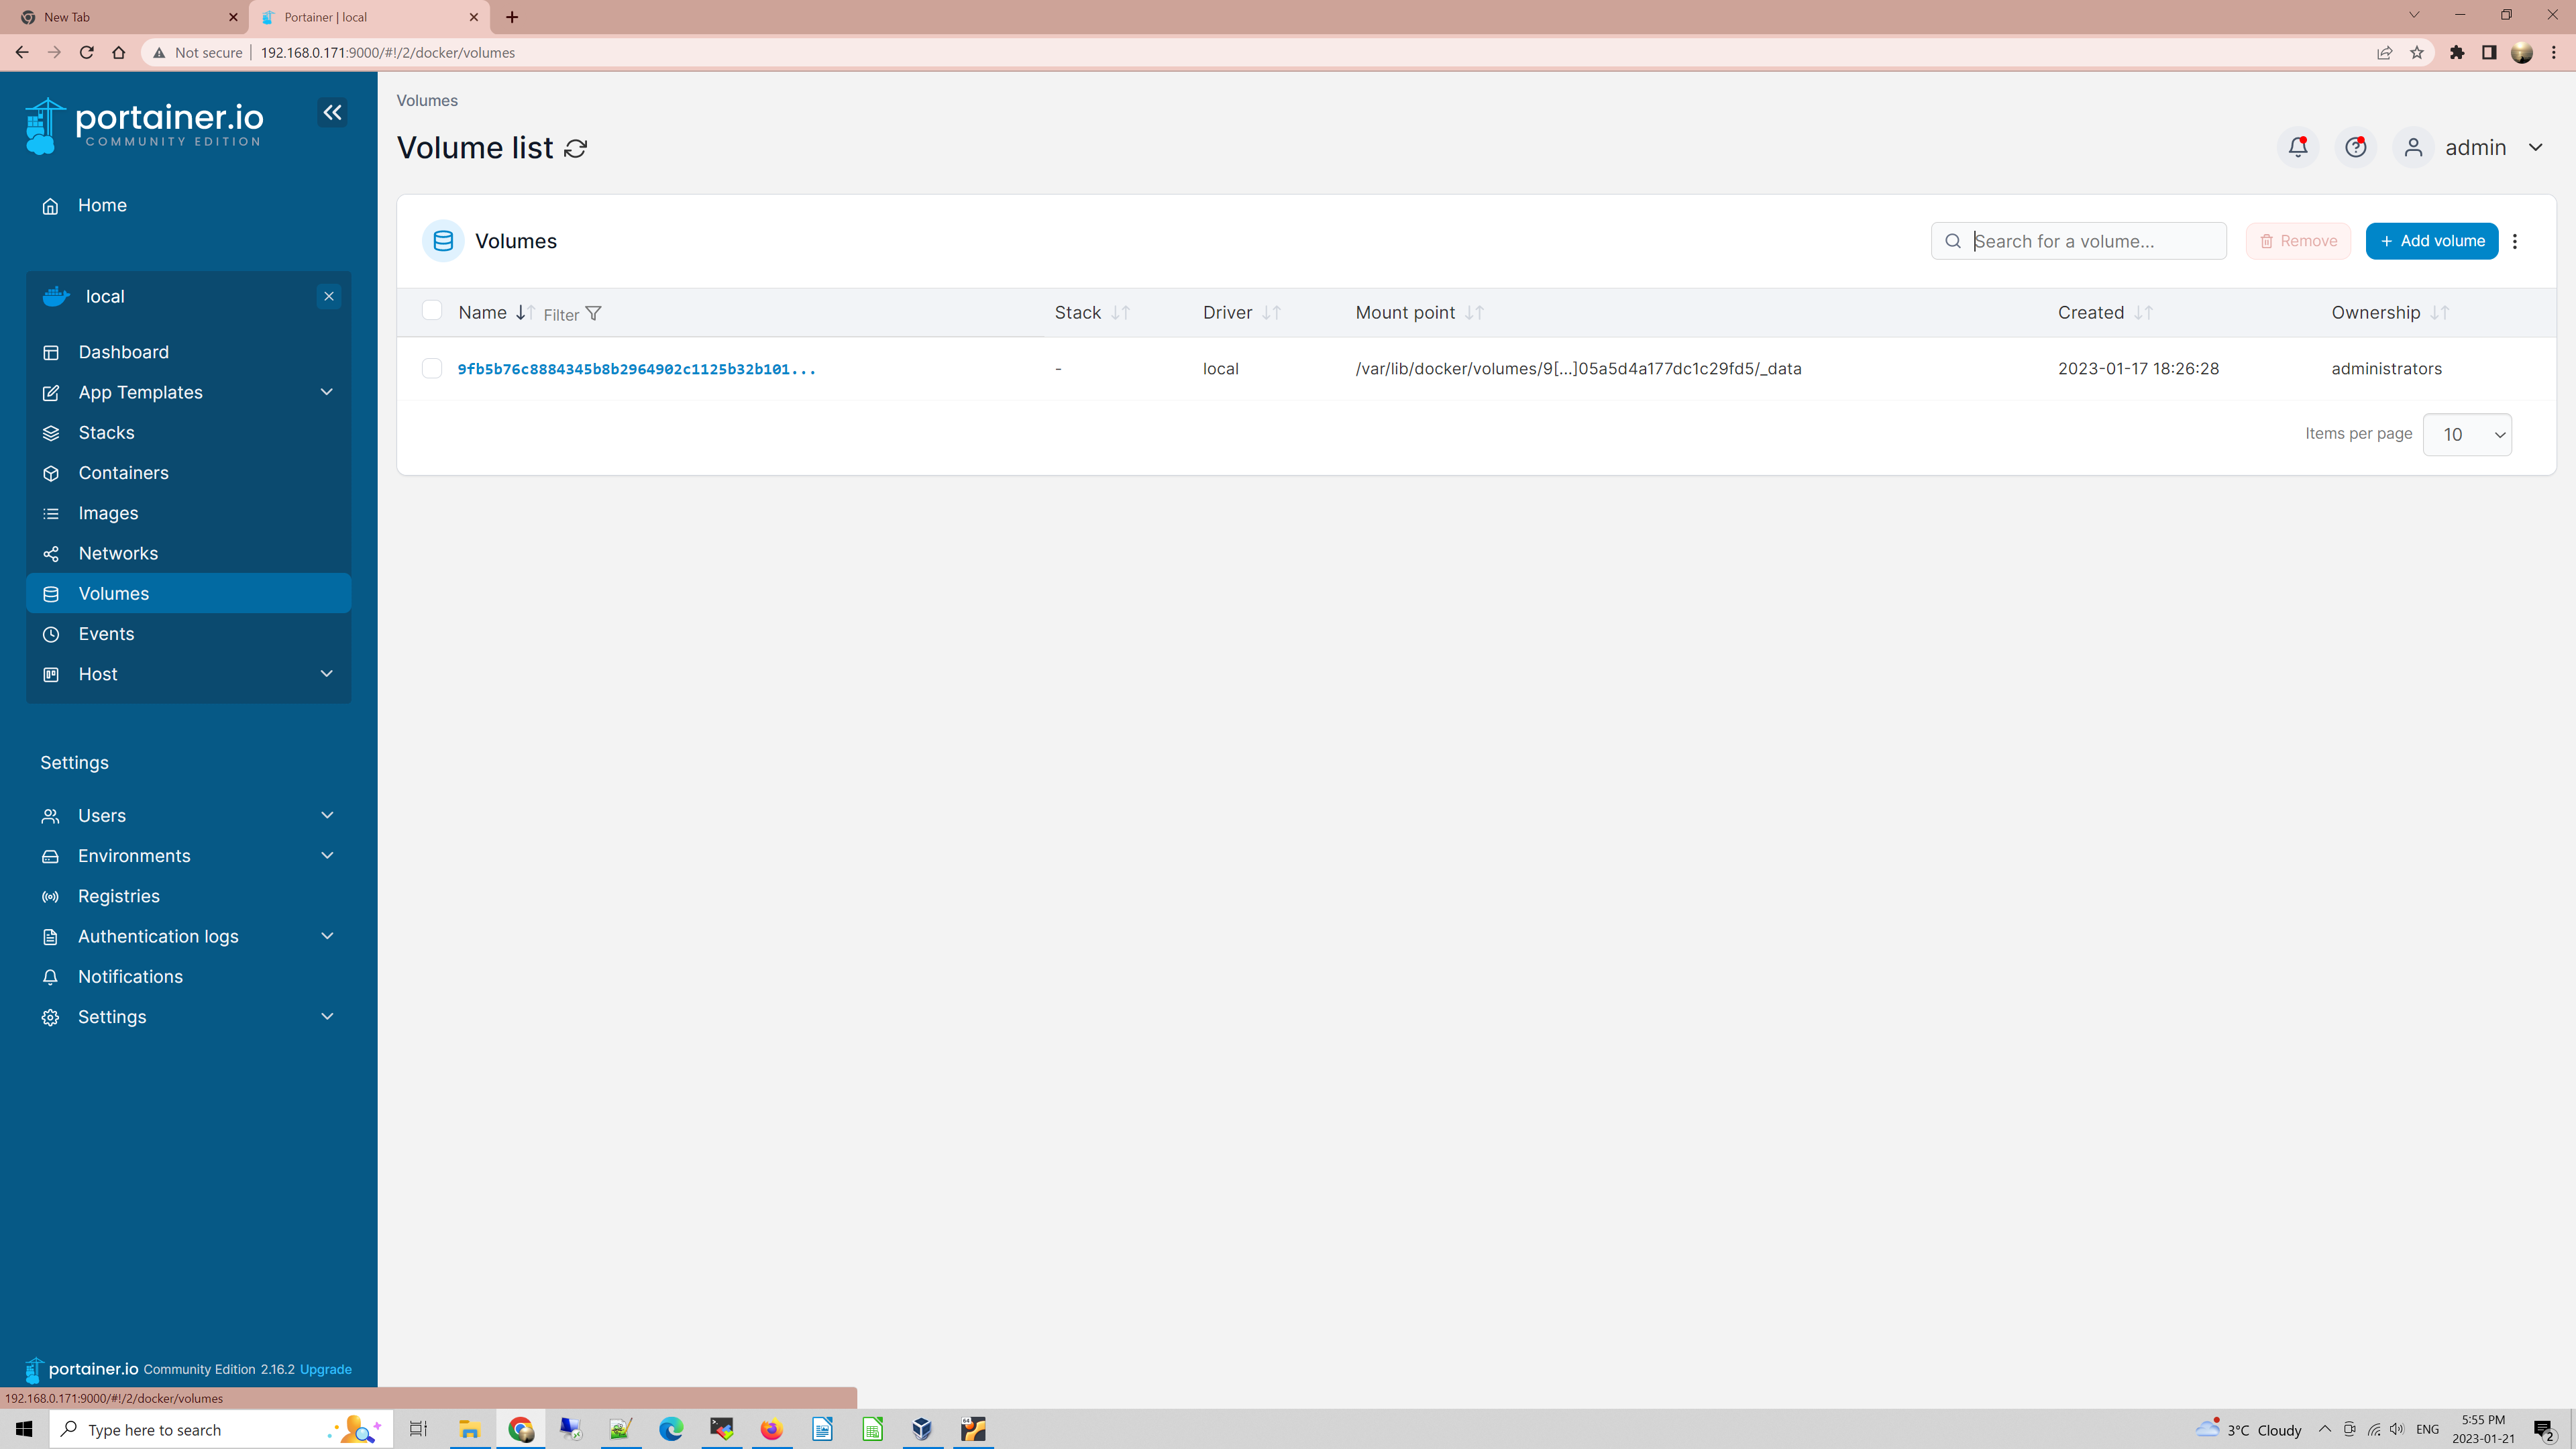 New Tab
Portainer | local
Not secure
192.168.0.171:9000/#!/2/docker/volumes
portainer.io
COMMUNITY EDITION
Home
local
Dashboard
App Templates
Stacks
Containers
Images
Networks
Volumes
Events
Host
Settings
Users
Environments
Registries
Authentication logs
Notifications
Settings
portainer.io Community Edition 2.16.2 Upgrade
Volumes
Volume list
admin
Volumes
Search for a volume...
Remove
Add volume
Name Filter Stack Driver Mount point Created Ownership
9fb5b76c8884345b8b2964902c1125b32b101... - local /var/lib/docker/volumes/9[...]05a5d4a177dc1c29fd5/_data 2023-01-17 18:26:28 administrators
Items per page 10
192.168.0.171:9000/#!/2/docker/volumes
Type here to search
3°C Cloudy
ENG
5:55 PM
2023-01-21
2